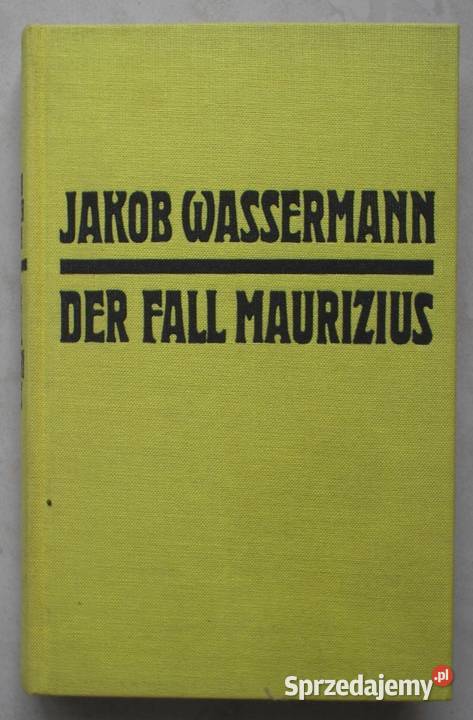 JAKOB WASSERMANN
DER FALL MAURIZIUS
Sprzedajemy.pl